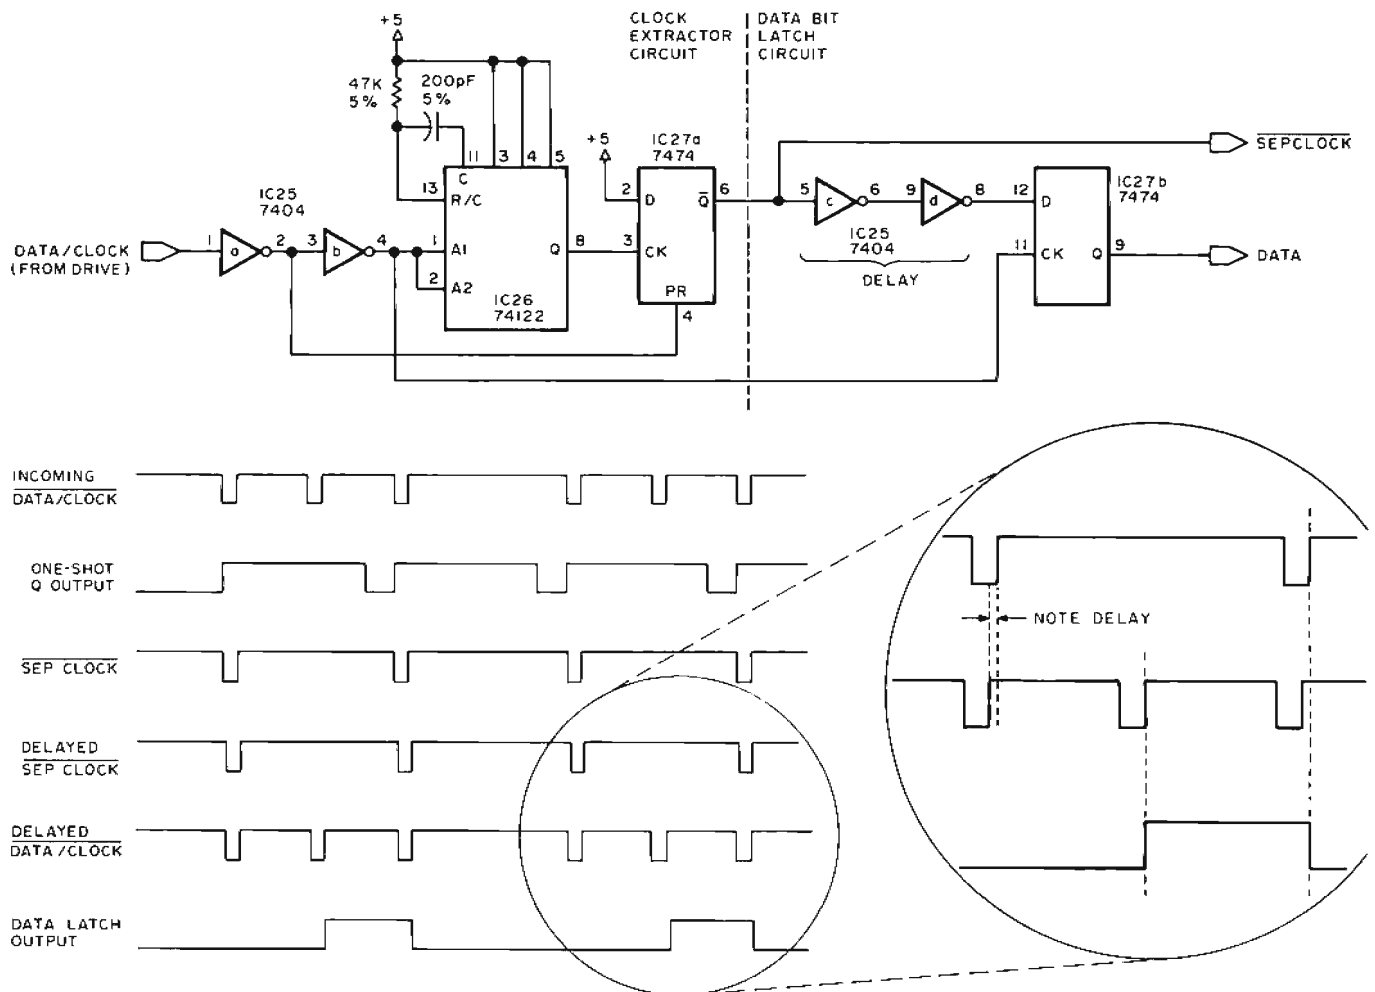 +5
CLOCK
EXTRACTOR
CIRCUIT
DATA BIT
LATCH
CIRCUIT
47K
5%
200pF
5%
11 3 4 5
C
13
R/C
+5
IC27a
7474
2
D
Q̅
6
SEPCLOCK
5
c
6
9
d
8
12
D
IC27b
7474
IC25
7404
DATA/CLOCK
(FROM DRIVE)
1
a
2
3
b
4
1
A1
2
A2
Q
8
3
CK
PR
4
IC26
74122
IC25
7404
DELAY
11
CK
Q
9
DATA
INCOMING
DATA/CLOCK
ONE-SHOT
Q OUTPUT
SEP CLOCK
DELAYED
SEP CLOCK
DELAYED
DATA/CLOCK
DATA LATCH
OUTPUT
NOTE DELAY